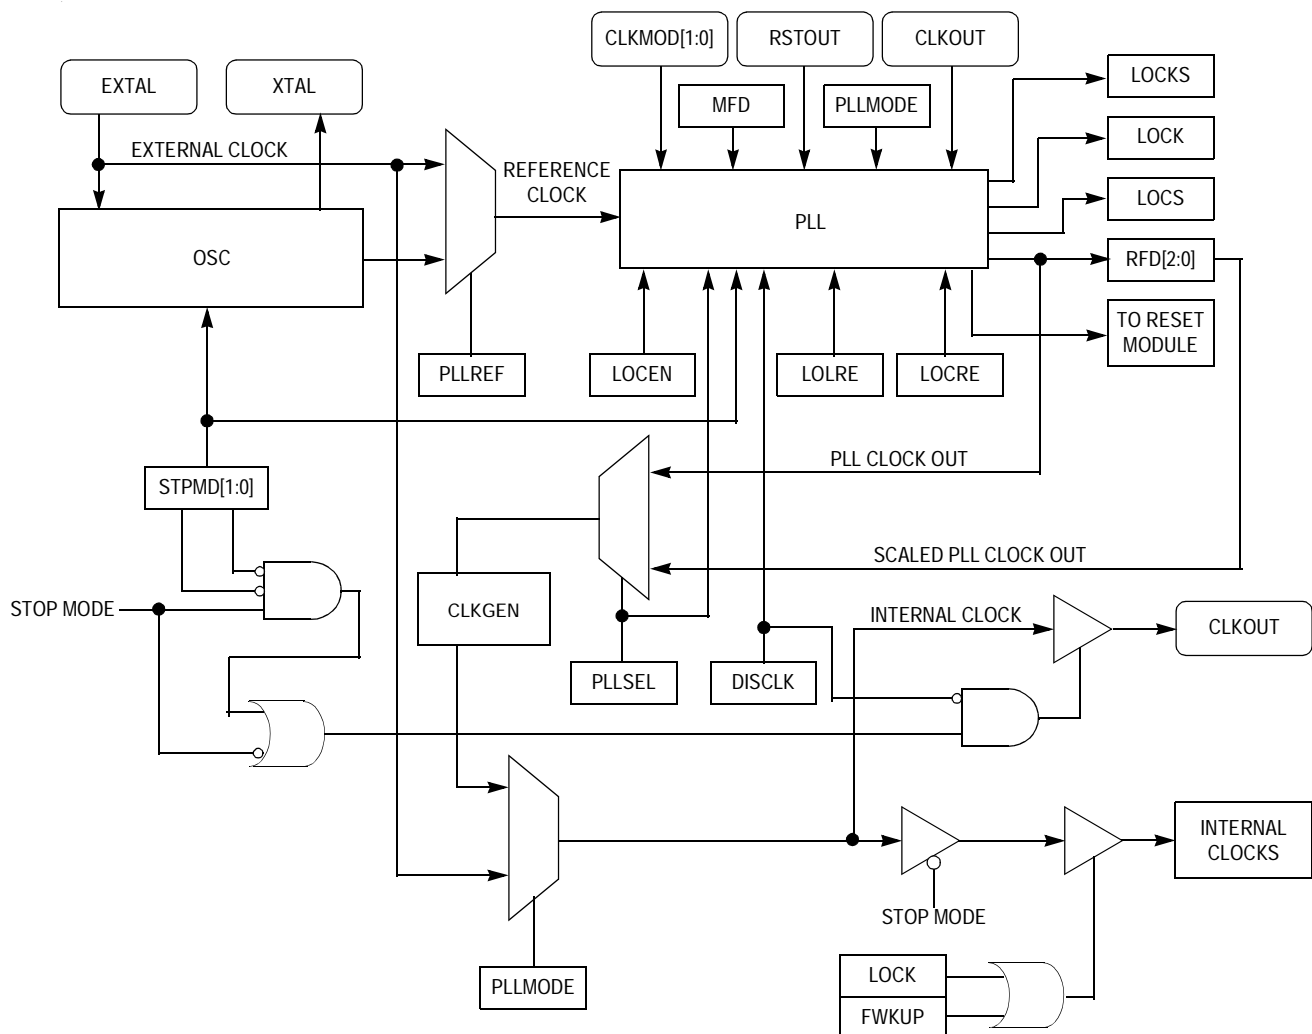 CLKMOD[1:0]
RSTOUT
CLKOUT
EXTAL
XTAL
MFD
PLLMODE
LOCKS
LOCK
LOCS
EXTERNAL CLOCK
REFERENCE
CLOCK
PLL
OSC
RFD[2:0]
TO RESET
MODULE
PLLREF
LOCEN
LOLRE
LOCRE
STPMD[1:0]
PLL CLOCK OUT
SCALED PLL CLOCK OUT
STOP MODE
CLKGEN
INTERNAL CLOCK
CLKOUT
PLLSEL
DISCLK
INTERNAL
CLOCKS
STOP MODE
PLLMODE
LOCK
FWKUP